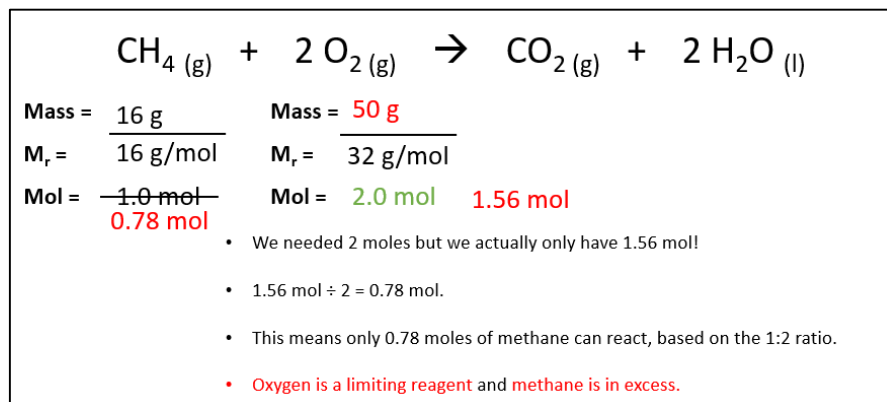 CH₄ (g) + 2 O₂ (g) → CO₂ (g) + 2 H₂O (l)
Mass = 16 g Mass = 50 g
Mᵣ = 16 g/mol Mᵣ = 32 g/mol
Mol = 1.0 mol Mol = 2.0 mol 1.56 mol
0.78 mol
• We needed 2 moles but we actually only have 1.56 mol!
• 1.56 mol ÷ 2 = 0.78 mol.
• This means only 0.78 moles of methane can react, based on the 1:2 ratio.
• Oxygen is a limiting reagent and methane is in excess.